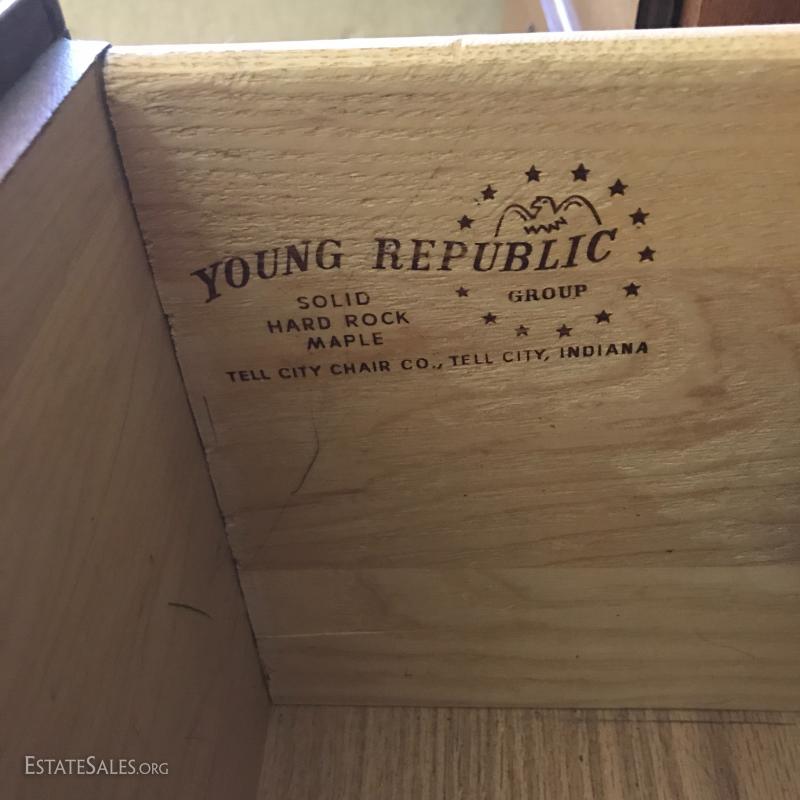 YOUNG REPUBLIC
GROUP
SOLID
HARD ROCK
MAPLE
TELL CITY CHAIR CO., TELL CITY, INDIANA
ESTATESALES.ORG